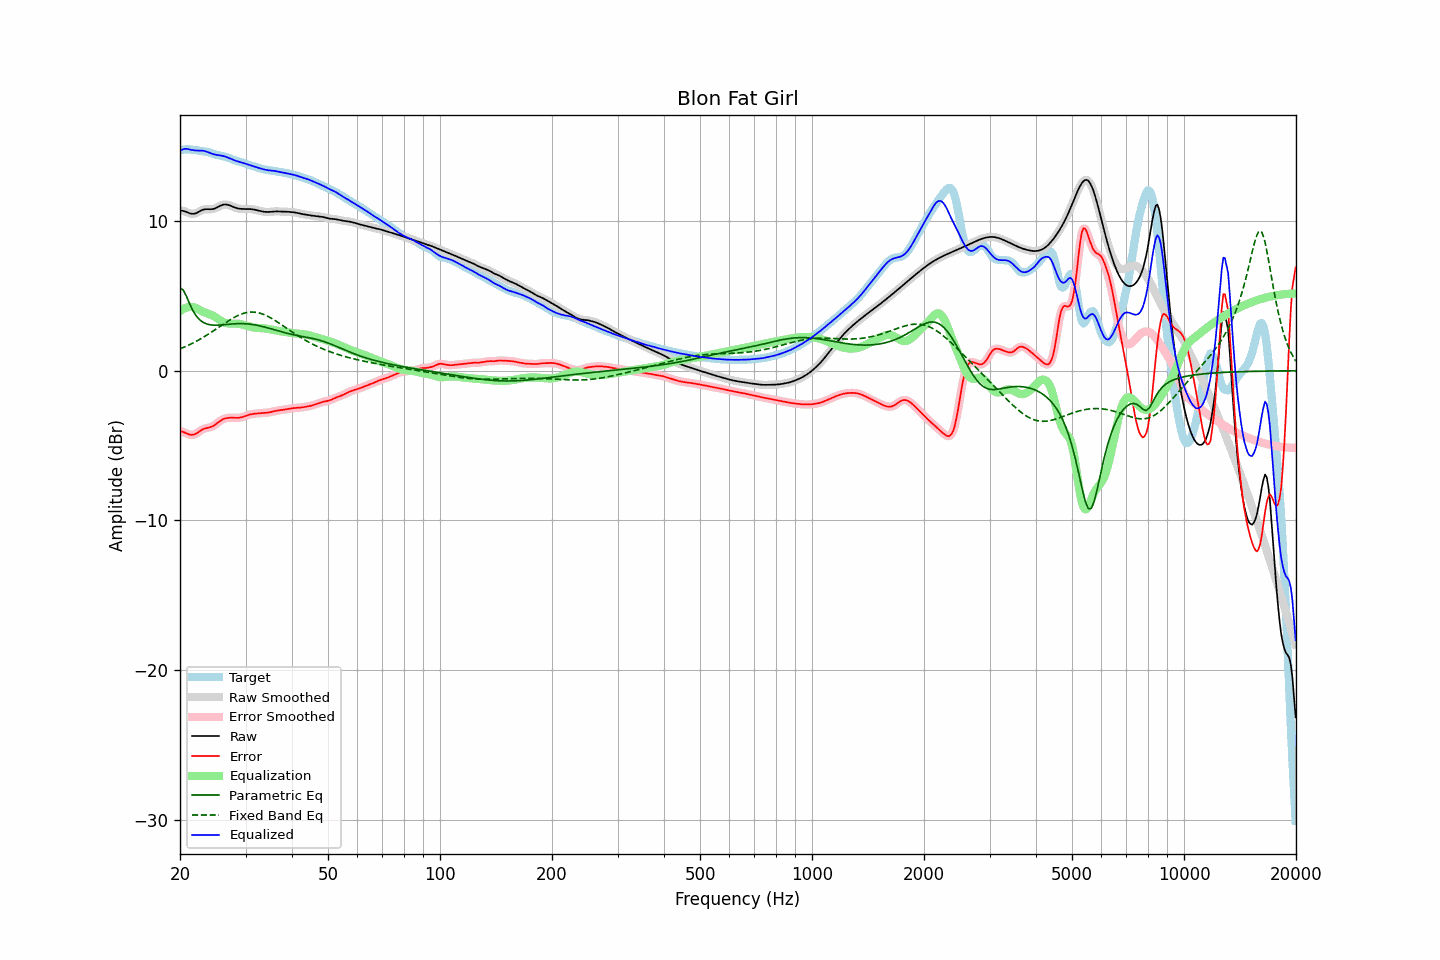 Blon Fat Girl
10
0
−10
−20
−30
Amplitude (dBr)
Target
Raw Smoothed
Error Smoothed
Raw
Error
Equalization
Parametric Eq
Fixed Band Eq
Equalized
20 50 100 200 500 1000 2000 5000 10000 20000
Frequency (Hz)